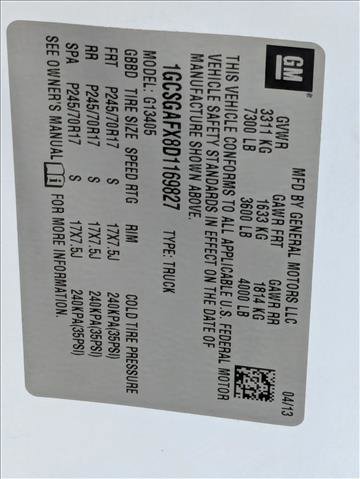 GM
MFD BY GENERAL MOTORS LLC
04/13
GVWR GAWR FRT GAWR RR
3311 KG 1633 KG 1814 KG
7300 LB 3600 LB 4000 LB
THIS VEHICLE CONFORMS TO ALL APPLICABLE U.S. FEDERAL MOTOR
VEHICLE SAFETY STANDARDS IN EFFECT ON THE DATE OF
MANUFACTURE SHOWN ABOVE.
1GCSGAFX8D1169827 TYPE: TRUCK
MODEL: G13405
GBBD TIRE SIZE SPEED RTG RIM COLD TIRE PRESSURE
FRT P245/70R17 S 17X7.5J 240KPA(35PSI)
RR P245/70R17 S 17X7.5J 240KPA(35PSI)
SPA P245/70R17 S 17X7.5J 240KPA(35PSI)
SEE OWNER'S MANUAL FOR MORE INFORMATION.